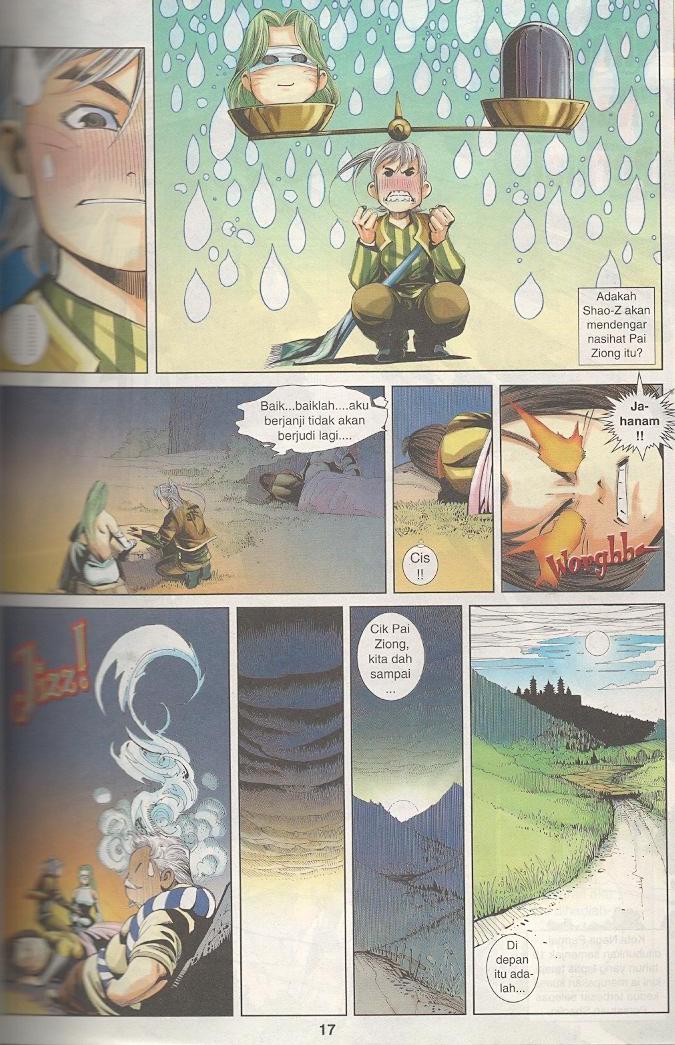 Adakah
Shao-Z akan
mendengar
nasihat Pai
Ziong itu?
Baik...baiklah....aku
berjanji tidak akan
berjudi lagi....
Cis
!!
Ja-
hanam
!!
Wonghhe
Jizz!
Cik Pai
Ziong,
kita dah
sampai
...
Di
depan
itu ada-
lah...
17